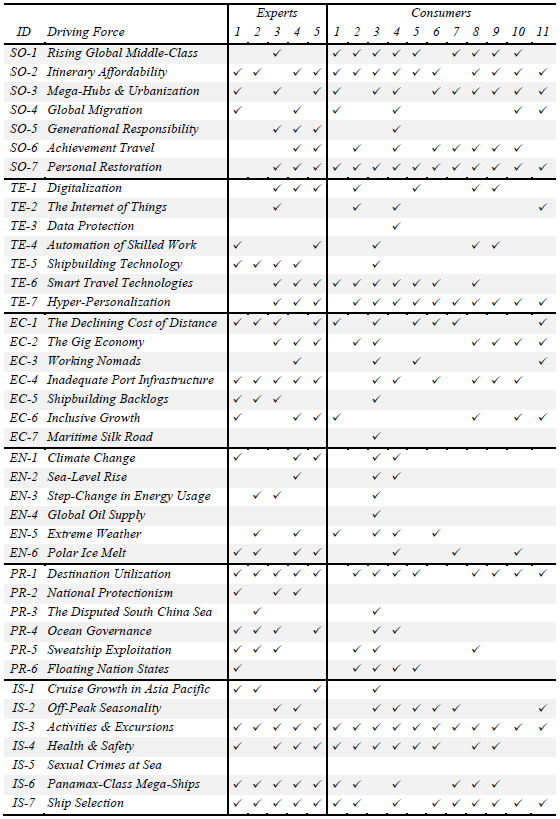 Experts Consumers
ID Driving Force 1 2 3 4 5 1 2 3 4 5 6 7 8 9 10 11
SO-1 Rising Global Middle-Class ✓ ✓ ✓ ✓ ✓ ✓ ✓ ✓ ✓ ✓
SO-2 Itinerary Affordability ✓ ✓ ✓ ✓ ✓ ✓ ✓ ✓ ✓ ✓ ✓ ✓ ✓ ✓
SO-3 Mega-Hubs & Urbanization ✓ ✓ ✓ ✓ ✓ ✓ ✓ ✓ ✓ ✓ ✓ ✓
SO-4 Global Migration ✓ ✓ ✓ ✓ ✓ ✓
SO-5 Generational Responsibility ✓ ✓ ✓ ✓
SO-6 Achievement Travel ✓ ✓ ✓ ✓ ✓ ✓ ✓ ✓ ✓
SO-7 Personal Restoration ✓ ✓ ✓ ✓ ✓ ✓ ✓ ✓ ✓ ✓ ✓ ✓ ✓ ✓
TE-1 Digitalization ✓ ✓ ✓ ✓ ✓ ✓ ✓
TE-2 The Internet of Things ✓ ✓ ✓ ✓
TE-3 Data Protection ✓
TE-4 Automation of Skilled Work ✓ ✓ ✓ ✓ ✓
TE-5 Shipbuilding Technology ✓ ✓ ✓ ✓ ✓
TE-6 Smart Travel Technologies ✓ ✓ ✓ ✓ ✓ ✓ ✓ ✓ ✓ ✓
TE-7 Hyper-Personalization ✓ ✓ ✓ ✓ ✓ ✓ ✓ ✓ ✓ ✓ ✓ ✓ ✓
EC-1 The Declining Cost of Distance ✓ ✓ ✓ ✓ ✓ ✓ ✓ ✓ ✓ ✓
EC-2 The Gig Economy ✓ ✓ ✓ ✓ ✓ ✓ ✓ ✓ ✓
EC-3 Working Nomads ✓ ✓ ✓ ✓
EC-4 Inadequate Port Infrastructure ✓ ✓ ✓ ✓ ✓ ✓ ✓ ✓ ✓ ✓ ✓
EC-5 Shipbuilding Backlogs ✓ ✓ ✓ ✓
EC-6 Inclusive Growth ✓ ✓ ✓ ✓ ✓ ✓ ✓
EC-7 Maritime Silk Road ✓
EN-1 Climate Change ✓ ✓ ✓ ✓ ✓
EN-2 Sea-Level Rise ✓ ✓ ✓
EN-3 Step-Change in Energy Usage ✓ ✓ ✓
EN-4 Global Oil Supply ✓
EN-5 Extreme Weather ✓ ✓ ✓ ✓ ✓ ✓
EN-6 Polar Ice Melt ✓ ✓ ✓ ✓ ✓ ✓ ✓
PR-1 Destination Utilization ✓ ✓ ✓ ✓ ✓ ✓ ✓ ✓ ✓ ✓ ✓ ✓ ✓
PR-2 National Protectionism ✓ ✓ ✓
PR-3 The Disputed South China Sea ✓ ✓
PR-4 Ocean Governance ✓ ✓ ✓ ✓ ✓ ✓
PR-5 Sweatship Exploitation ✓ ✓ ✓ ✓ ✓ ✓
PR-6 Floating Nation States ✓ ✓ ✓ ✓ ✓
IS-1 Cruise Growth in Asia Pacific ✓ ✓ ✓ ✓
IS-2 Off-Peak Seasonality ✓ ✓ ✓ ✓ ✓ ✓ ✓ ✓
IS-3 Activities & Excursions ✓ ✓ ✓ ✓ ✓ ✓ ✓ ✓ ✓ ✓ ✓ ✓ ✓ ✓ ✓ ✓
IS-4 Health & Safety ✓ ✓ ✓ ✓ ✓ ✓ ✓ ✓ ✓ ✓ ✓ ✓
IS-5 Sexual Crimes at Sea
IS-6 Panamax-Class Mega-Ships ✓ ✓ ✓ ✓ ✓ ✓ ✓ ✓ ✓ ✓ ✓
IS-7 Ship Selection ✓ ✓ ✓ ✓ ✓ ✓ ✓ ✓ ✓ ✓ ✓ ✓ ✓ ✓